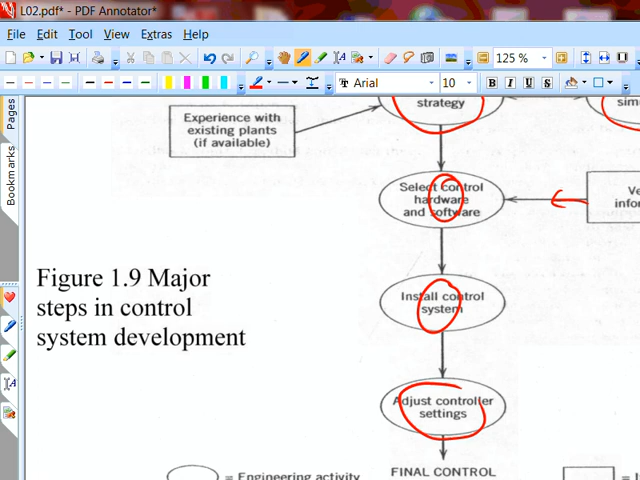 L02.pdf* - PDF Annotator*
File Edit Tool View Extras Help
125 %
Arial 10 B I U S
Pages
Bookmarks
strategy
Experience with
existing plants
(if available)
Select control
hardware
and software
Install control
system
Adjust controller
settings
FINAL CONTROL
= Engineering activity
Figure 1.9 Major
steps in control
system development